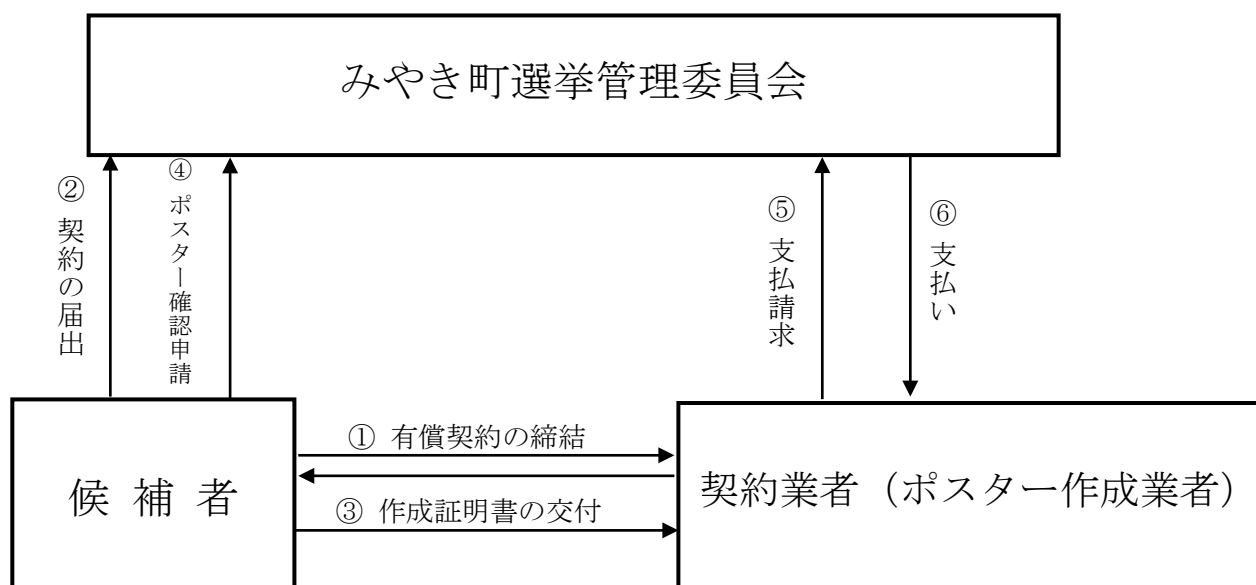 みやき町選挙管理委員会
② 契約の届出
④ ポスター確認申請
⑤ 支払請求
⑥ 支払い
① 有償契約の締結
候 補 者
契約業者（ポスター作成業者）
③ 作成証明書の交付